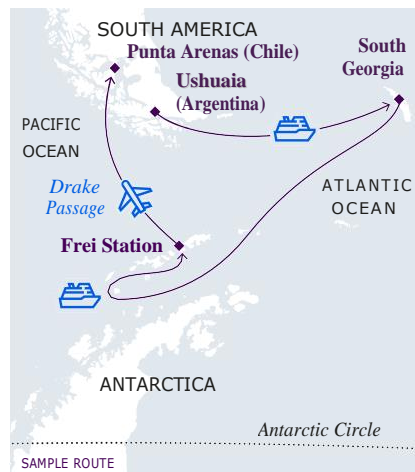 SOUTH AMERICA
Punta Arenas (Chile)
Ushuaia
(Argentina)
South
Georgia
PACIFIC
OCEAN
Drake
Passage
ATLANTIC
OCEAN
Frei Station
ANTARCTICA
Antarctic Circle
SAMPLE ROUTE